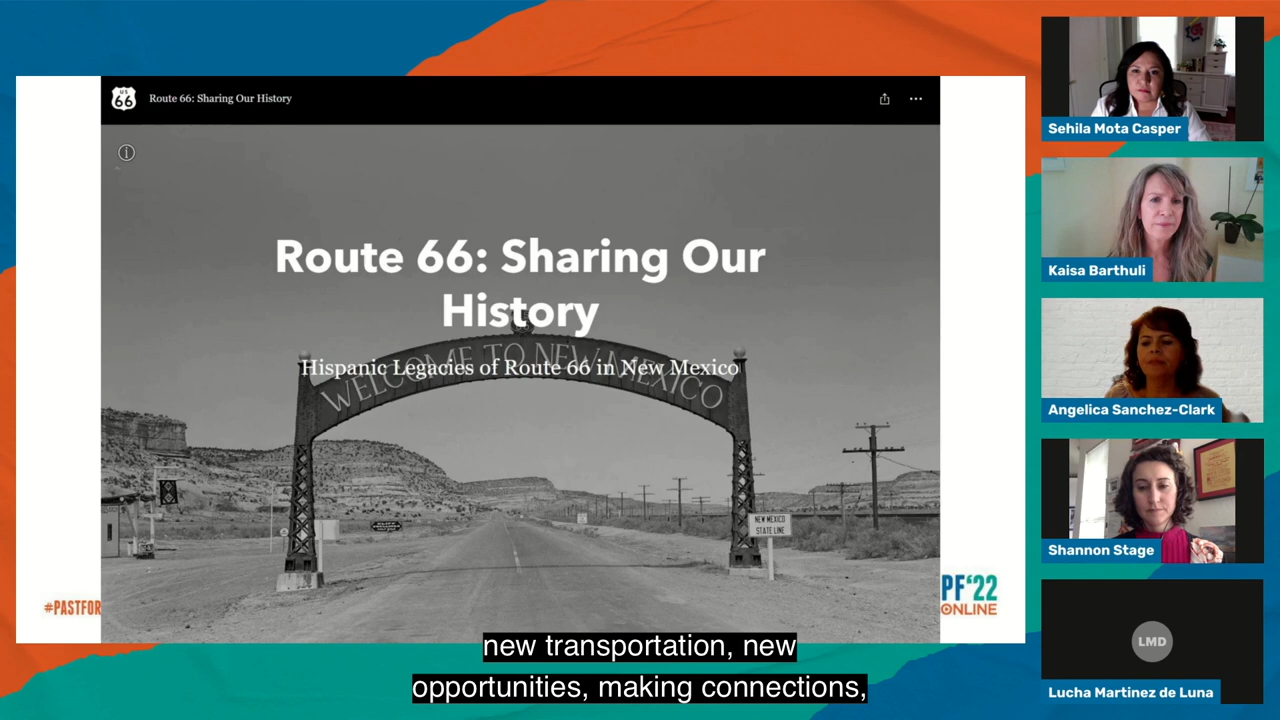 US
66
Route 66: Sharing Our History
Route 66: Sharing Our
History
Hispanic Legacies of Route 66 in New Mexico
WELCOME TO NEW MEXICO
NEW MEXICO
STATE LINE
#PASTFOR
PF'22
ONLINE
new transportation, new
opportunities, making connections,
Sehila Mota Casper
Kaisa Barthuli
Angelica Sanchez-Clark
Shannon Stage
LMD
Lucha Martinez de Luna